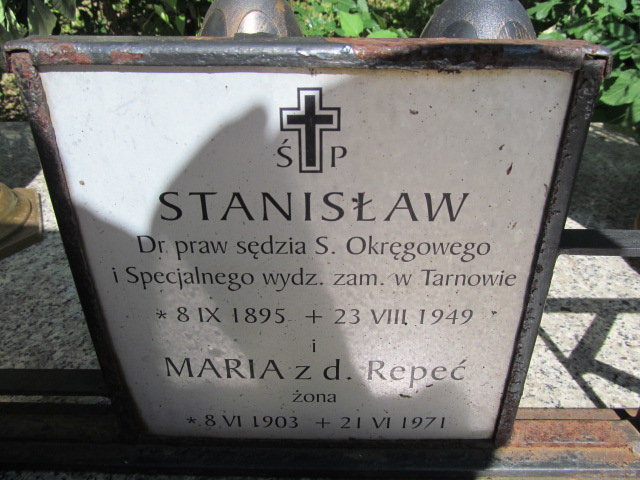 Ś P
STANISŁAW
Dr. praw sędzia S. Okręgowego
i Specjalnego wydz. zam. w Tarnowie
* 8 IX 1895 + 23 VIII 1949
i
MARIA z d. Repeć
żona
* 8 VI 1903 + 21 VI 1971